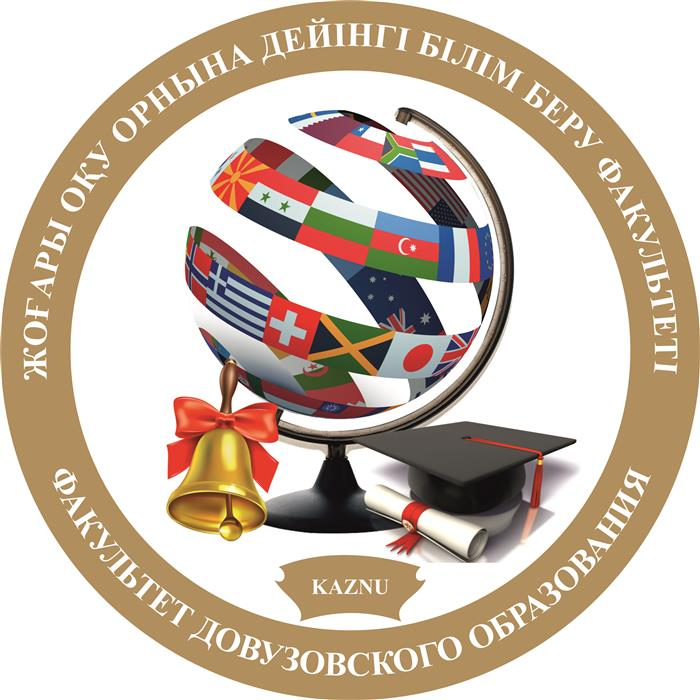 ЖОҒАРЫ ОҚУ ОРНЫНА ДЕЙІНГІ БІЛІМ БЕРУ ФАКУЛЬТЕТІ
KAZNU
ФАКУЛЬТЕТ ДОВУЗОВСКОГО ОБРАЗОВАНИЯ